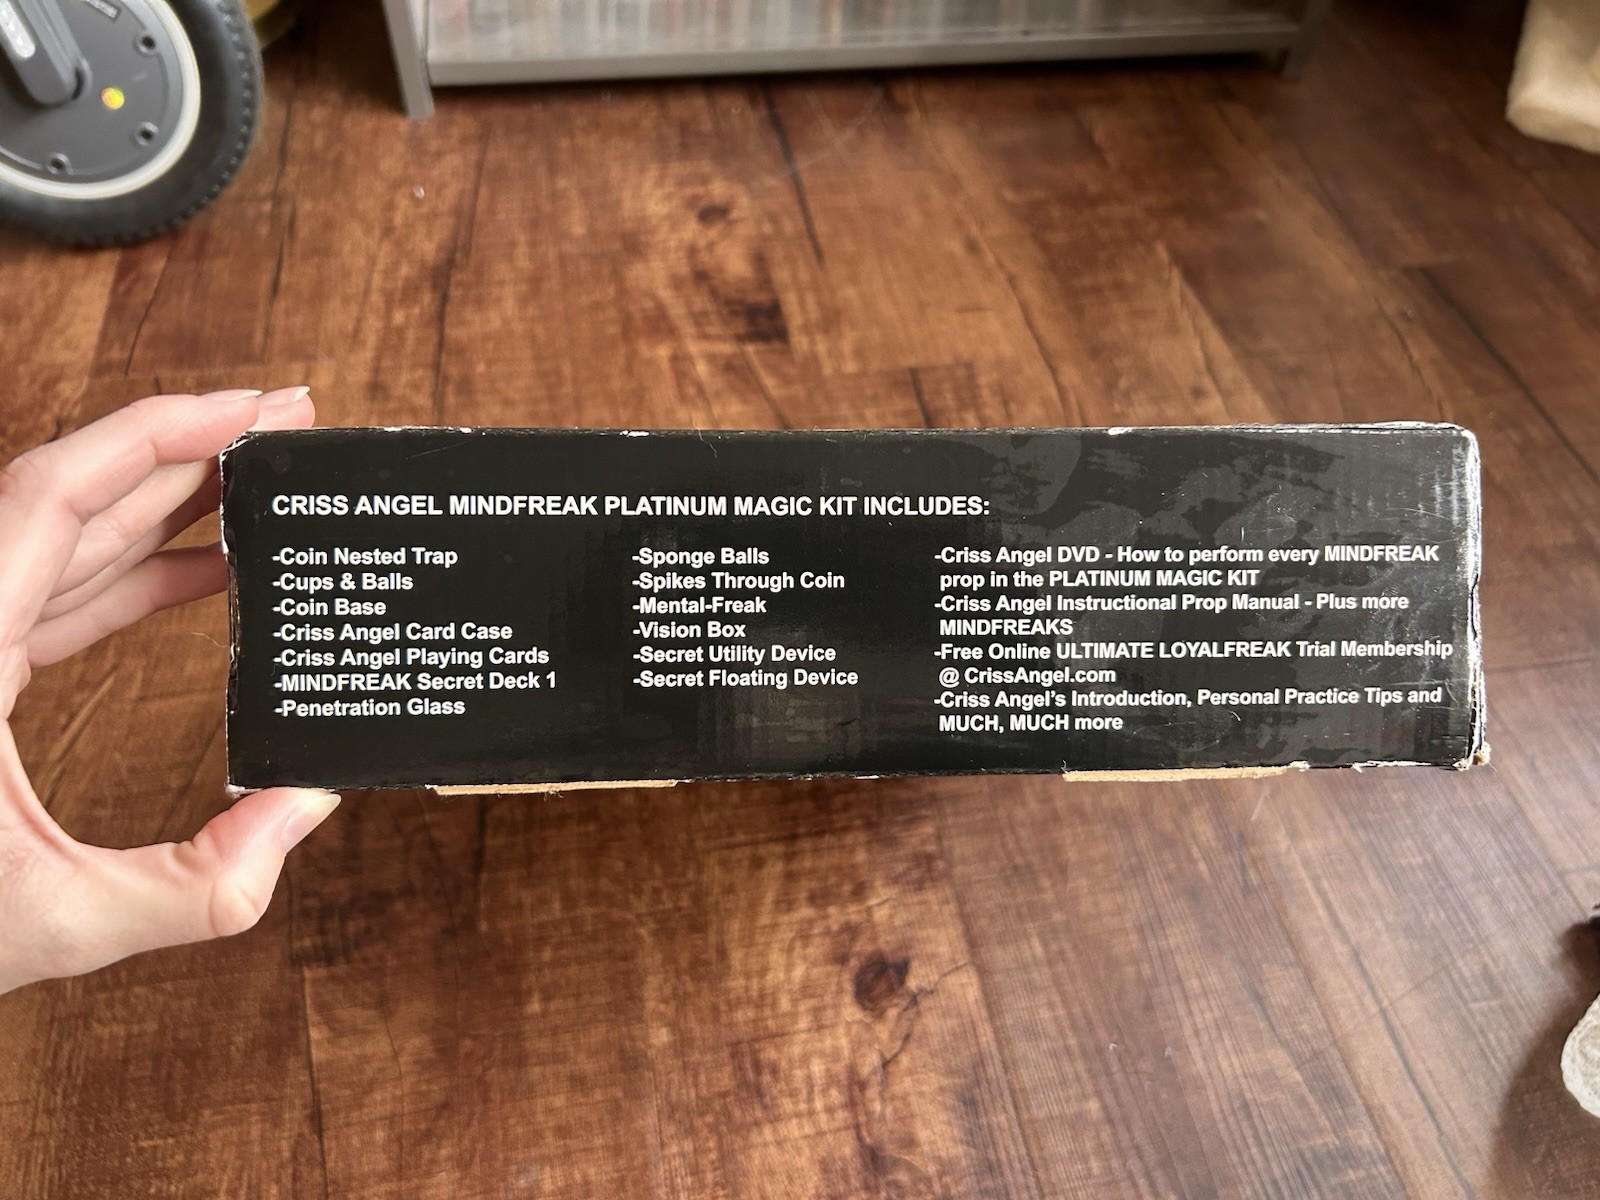 CRISS ANGEL MINDFREAK PLATINUM MAGIC KIT INCLUDES:
-Coin Nested Trap
-Cups & Balls
-Coin Base
-Criss Angel Card Case
-Criss Angel Playing Cards
-MINDFREAK Secret Deck 1
-Penetration Glass
-Sponge Balls
-Spikes Through Coin
-Mental-Freak
-Vision Box
-Secret Utility Device
-Secret Floating Device
-Criss Angel DVD - How to perform every MINDFREAK
prop in the PLATINUM MAGIC KIT
-Criss Angel Instructional Prop Manual - Plus more
MINDFREAKS
-Free Online ULTIMATE LOYALFREAK Trial Membership
@ CrissAngel.com
-Criss Angel's Introduction, Personal Practice Tips and
MUCH, MUCH more